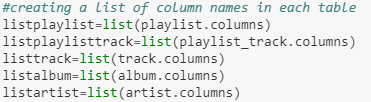 #creating a list of column names in each table
listplaylist=list(playlist.columns)
listplaylisttrack=list(playlist_track.columns)
listtrack=list(track.columns)
listalbum=list(album.columns)
listartist=list(artist.columns)